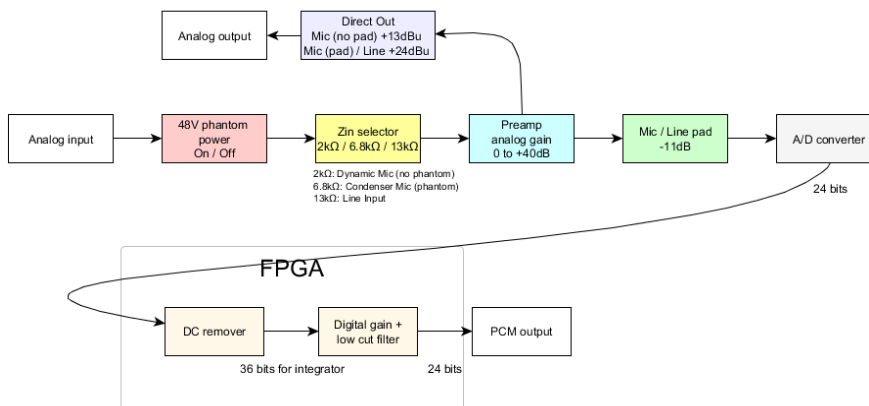 Direct Out
Mic (no pad) +13dBu
Mic (pad) / Line +24dBu
Analog output
Analog input
48V phantom
power
On / Off
Zin selector
2kΩ / 6.8kΩ / 13kΩ
Preamp
analog gain
0 to +40dB
Mic / Line pad
-11dB
A/D converter
2kΩ: Dynamic Mic (no phantom)
6.8kΩ: Condenser Mic (phantom)
13kΩ: Line Input
24 bits
FPGA
DC remover
Digital gain +
low cut filter
PCM output
36 bits for integrator
24 bits